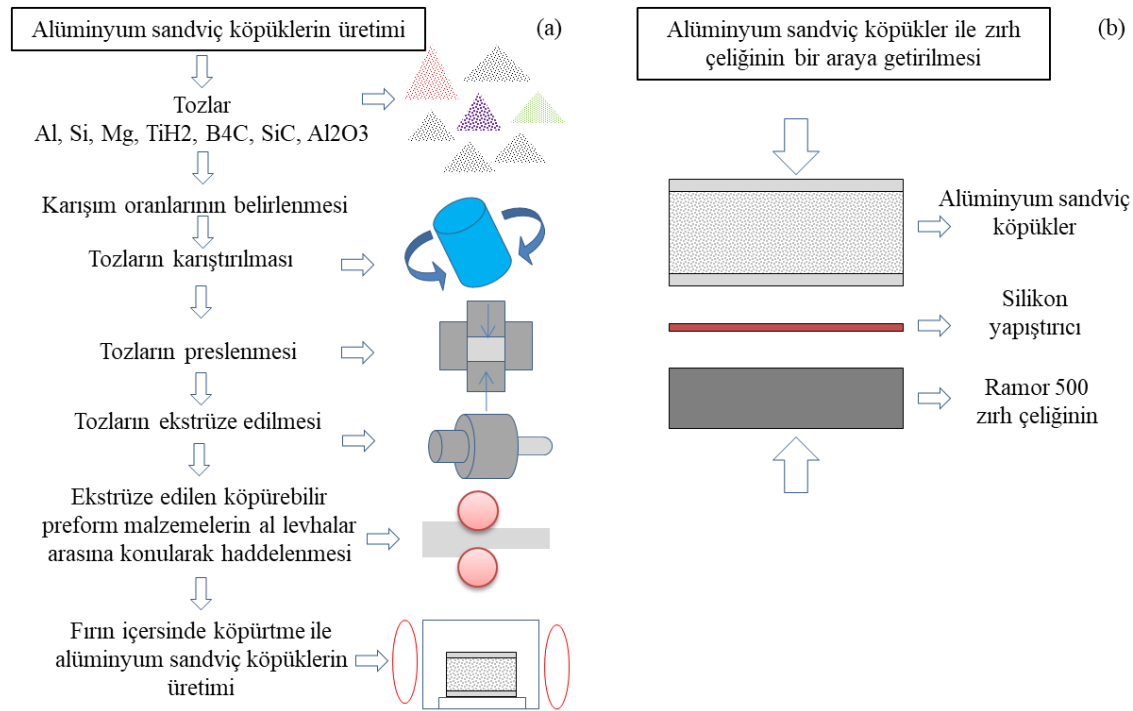 Alüminyum sandviç köpüklerin üretimi
(a)
Tozlar
Al, Si, Mg, TiH2, B4C, SiC, Al2O3
Karışım oranlarının belirlenmesi
Tozların karıştırılması
Tozların preslenmesi
Tozların ekstrüze edilmesi
Ekstrüze edilen köpürebilir
preform malzemelerin al levhalar
arasına konularak haddelenmesi
Fırın içersinde köpürtme ile
alüminyum sandviç köpüklerin
üretimi
Alüminyum sandviç köpükler ile zırh
çeliğinin bir araya getirilmesi
(b)
Alüminyum sandviç
köpükler
Silikon
yapıştırıcı
Ramor 500
zırh çeliğinin